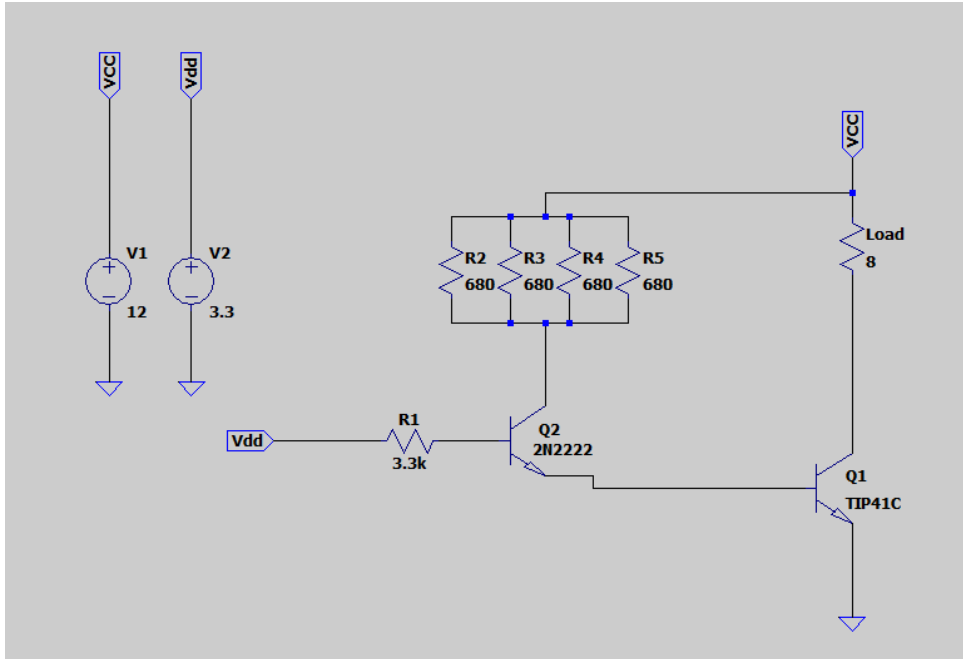 VCC
Vdd
VCC
V1
12
V2
3.3
R2
680
R3
680
R4
680
R5
680
Load
8
Vdd
R1
3.3k
Q2
2N2222
Q1
TIP41C